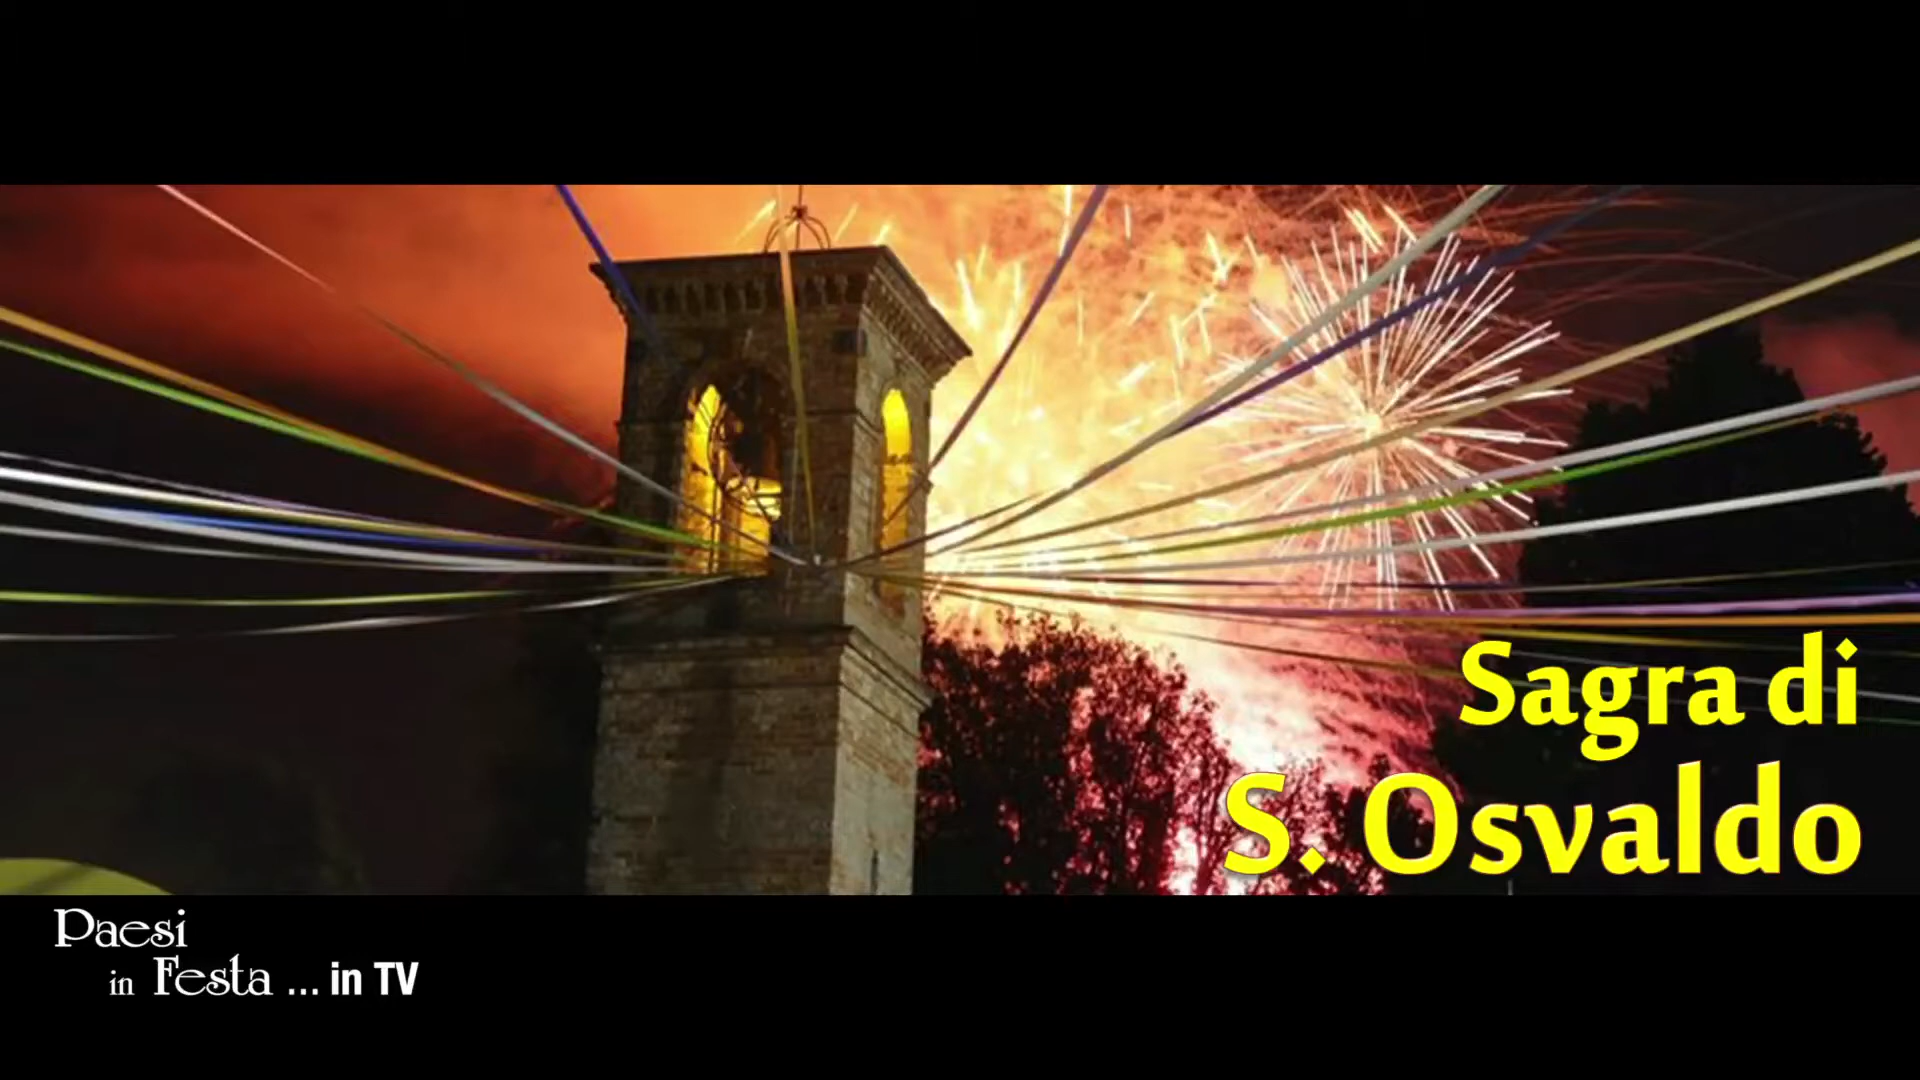 Sagra di
S. Osvaldo
Paesi
in Festa ... in TV